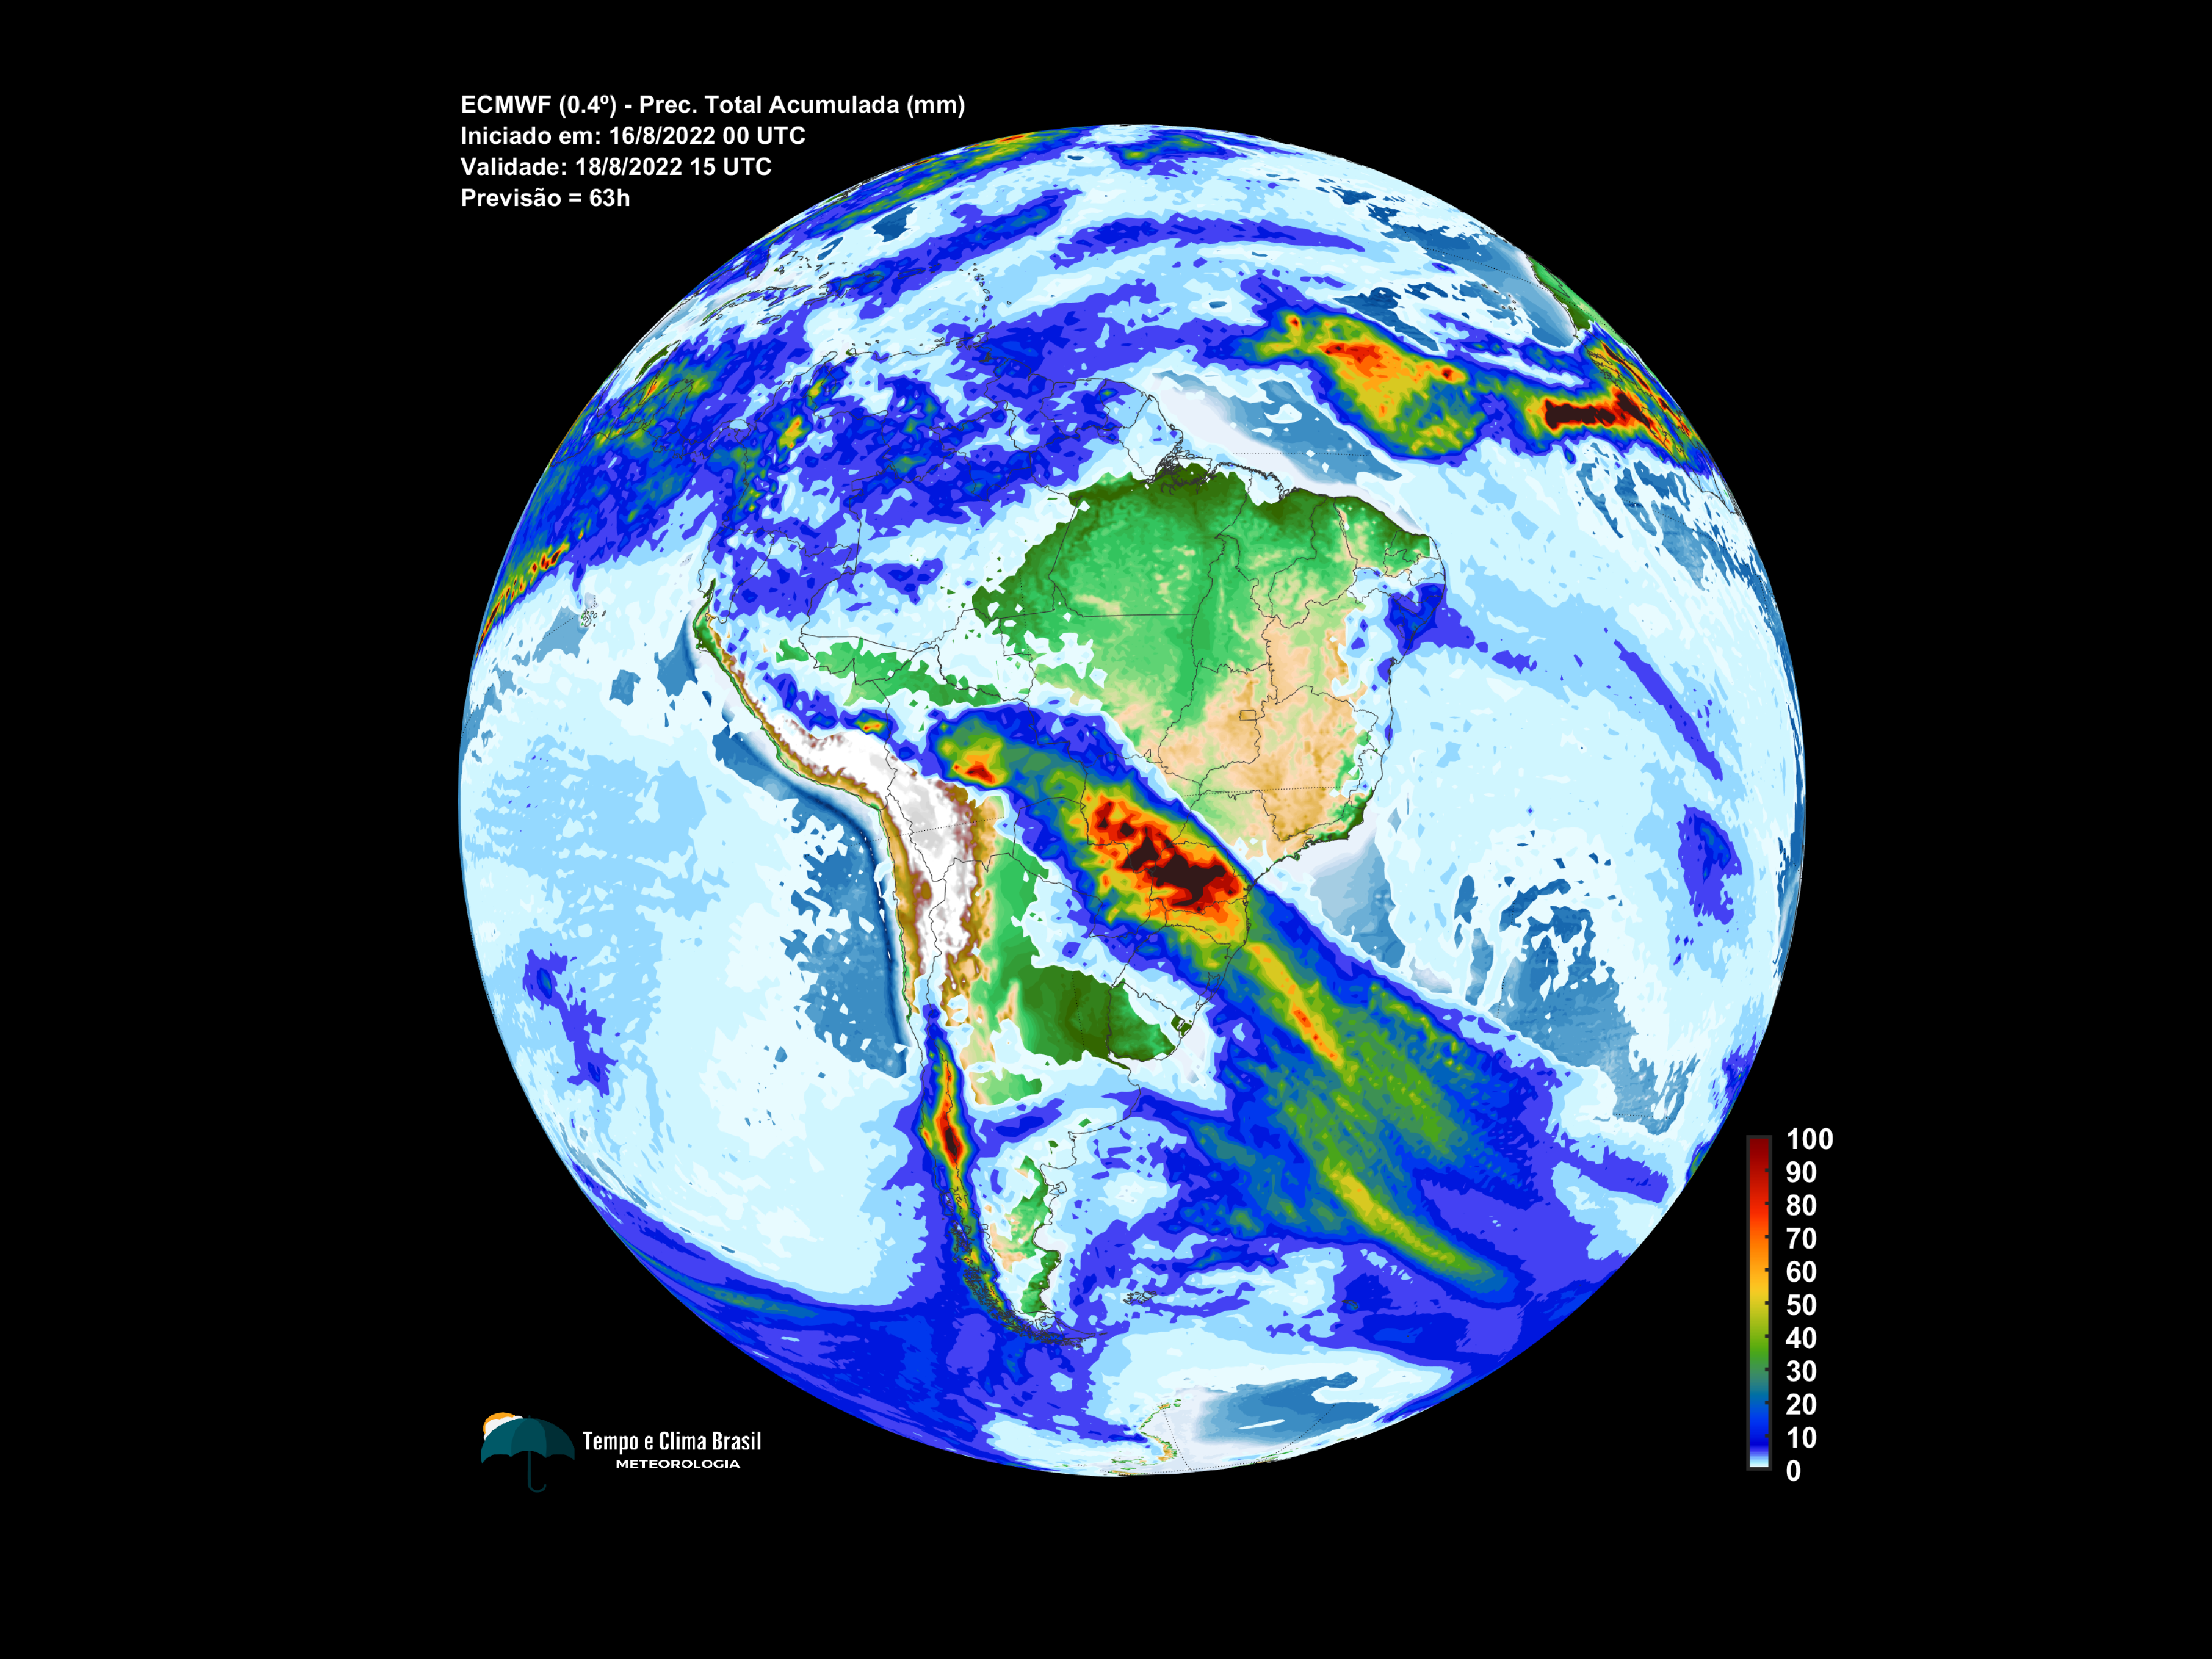 ECMWF (0.4º) - Prec. Total Acumulada (mm)
Iniciado em: 16/8/2022 00 UTC
Validade: 18/8/2022 15 UTC
Previsão = 63h
100
90
80
70
60
50
40
30
20
10
0
Tempo e Clima Brasil
METEOROLOGIA